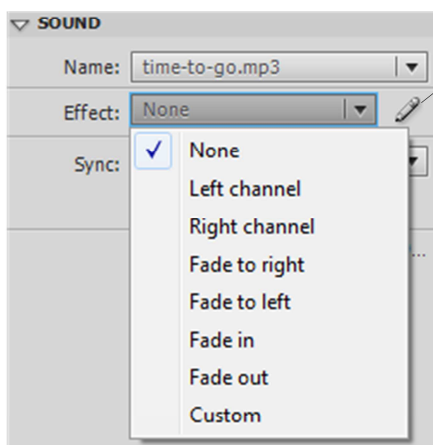 SOUND
Name: time-to-go.mp3
Effect: None
Sync:
None
Left channel
Right channel
Fade to right
Fade to left
Fade in
Fade out
Custom
...